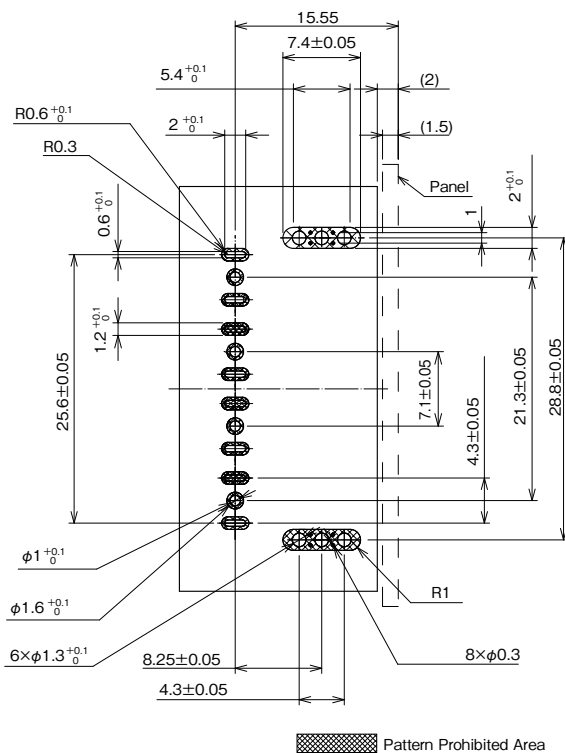 15.55
7.4±0.05
5.4 +0.1 0
(2)
R0.6 +0.1 0
2 +0.1 0
(1.5)
R0.3
Panel
0.6 +0.1 0
1
2 +0.1 0
1.2 +0.1 0
25.6±0.05
7.1±0.05
4.3±0.05
21.3±0.05
28.8±0.05
φ1 +0.1 0
φ1.6 +0.1 0
R1
6×φ1.3 +0.1 0
8.25±0.05
8×φ0.3
4.3±0.05
Pattern Prohibited Area